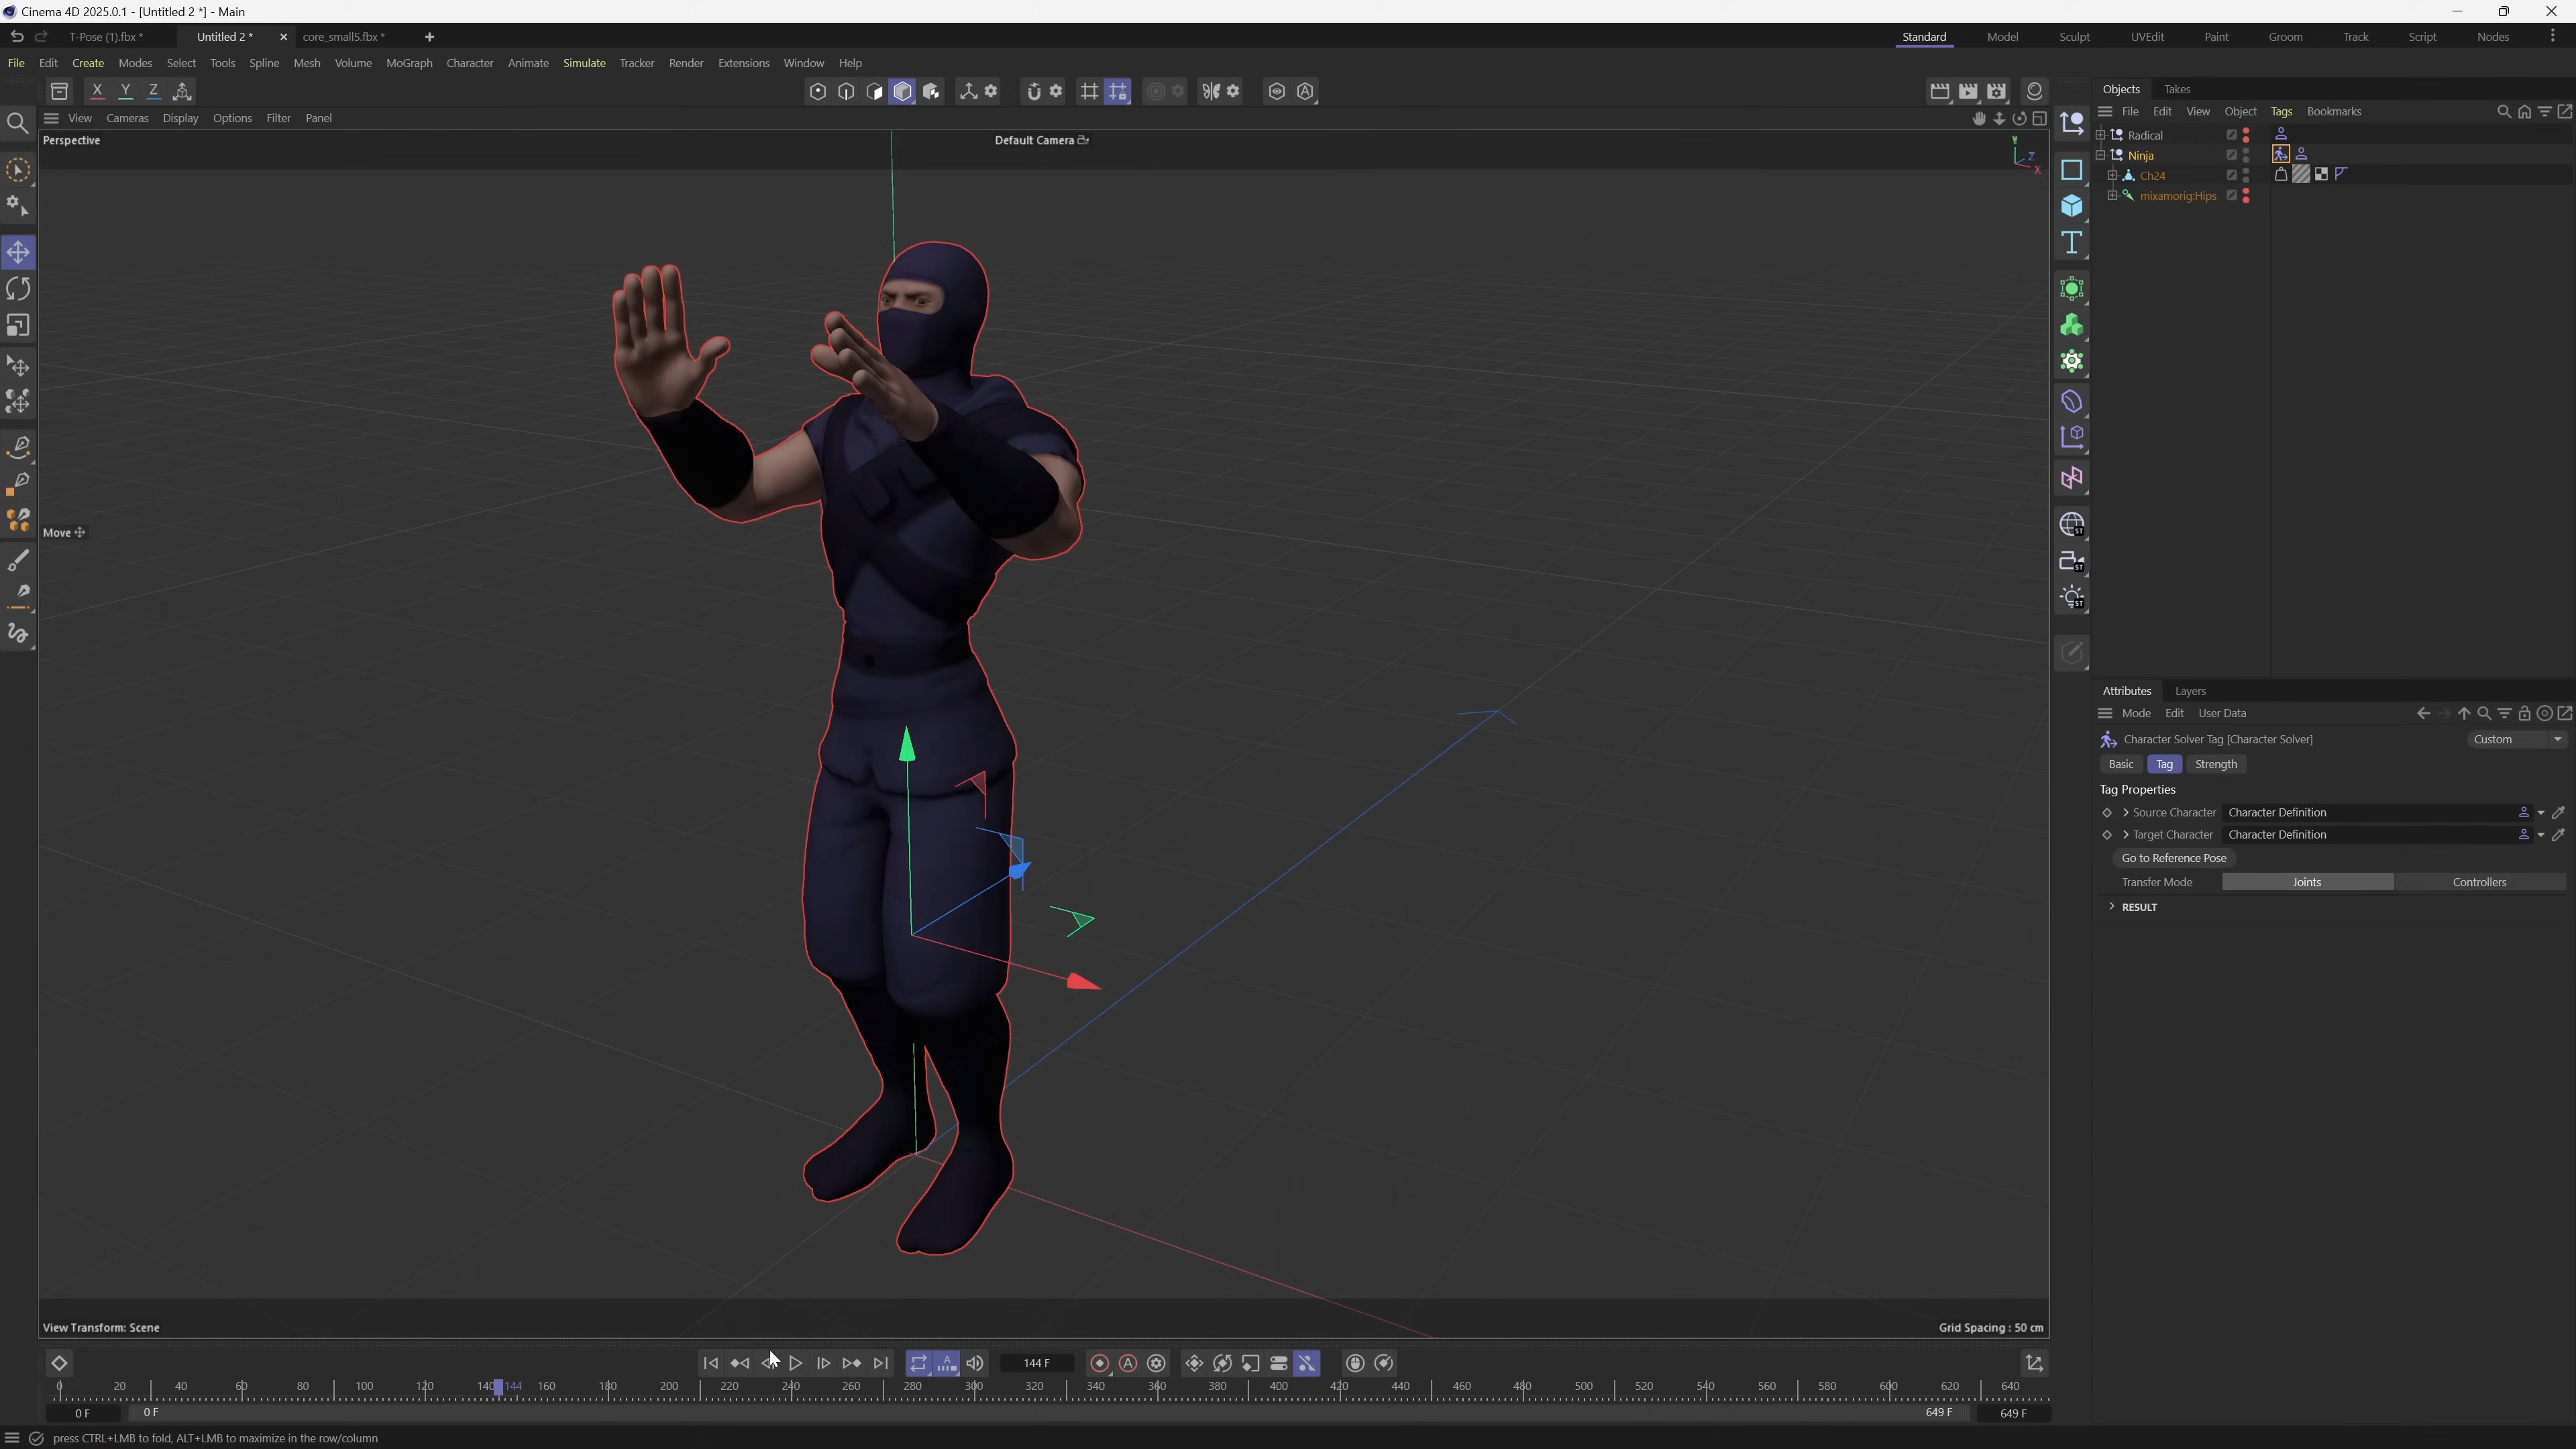 Cinema 4D 2025.0.1 - [Untitled 2 *] - Main
T-Pose (1).fbx * Untitled 2 * core_small5.fbx * Standard Model Sculpt UVEdit Paint Groom Track Script Nodes
File Edit Create Modes Select Tools Spline Mesh Volume MoGraph Character Animate Simulate Tracker Render Extensions Window Help
X Y Z
View Cameras Display Options Filter Panel
Perspective
Default Camera
Y
Z
X
Move
View Transform: Scene
Grid Spacing : 50 cm
Objects Takes
File Edit View Object Tags Bookmarks
Radical
Ninja
Ch24
mixamorig:Hips
ST
ST
ST
Attributes Layers
Mode Edit User Data
Character Solver Tag [Character Solver] Custom
Basic Tag Strength
Tag Properties
Source Character Character Definition
Target Character Character Definition
Go to Reference Pose
Transfer Mode Joints Controllers
RESULT
A 144 F A
0 20 40 60 80 100 120 140 144 160 180 200 220 240 260 280 300 320 340 360 380 400 420 440 460 480 500 520 540 560 580 600 620 640
0 F 0 F 649 F 649 F
press CTRL+LMB to fold, ALT+LMB to maximize in the row/column